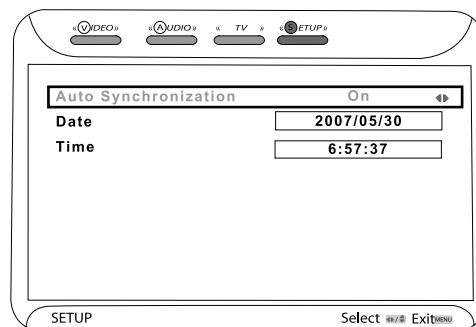 VIDEO AUDIO TV SETUP
Auto Synchronization On
Date 2007/05/30
Time 6:57:37
SETUP Select / Exit MENU